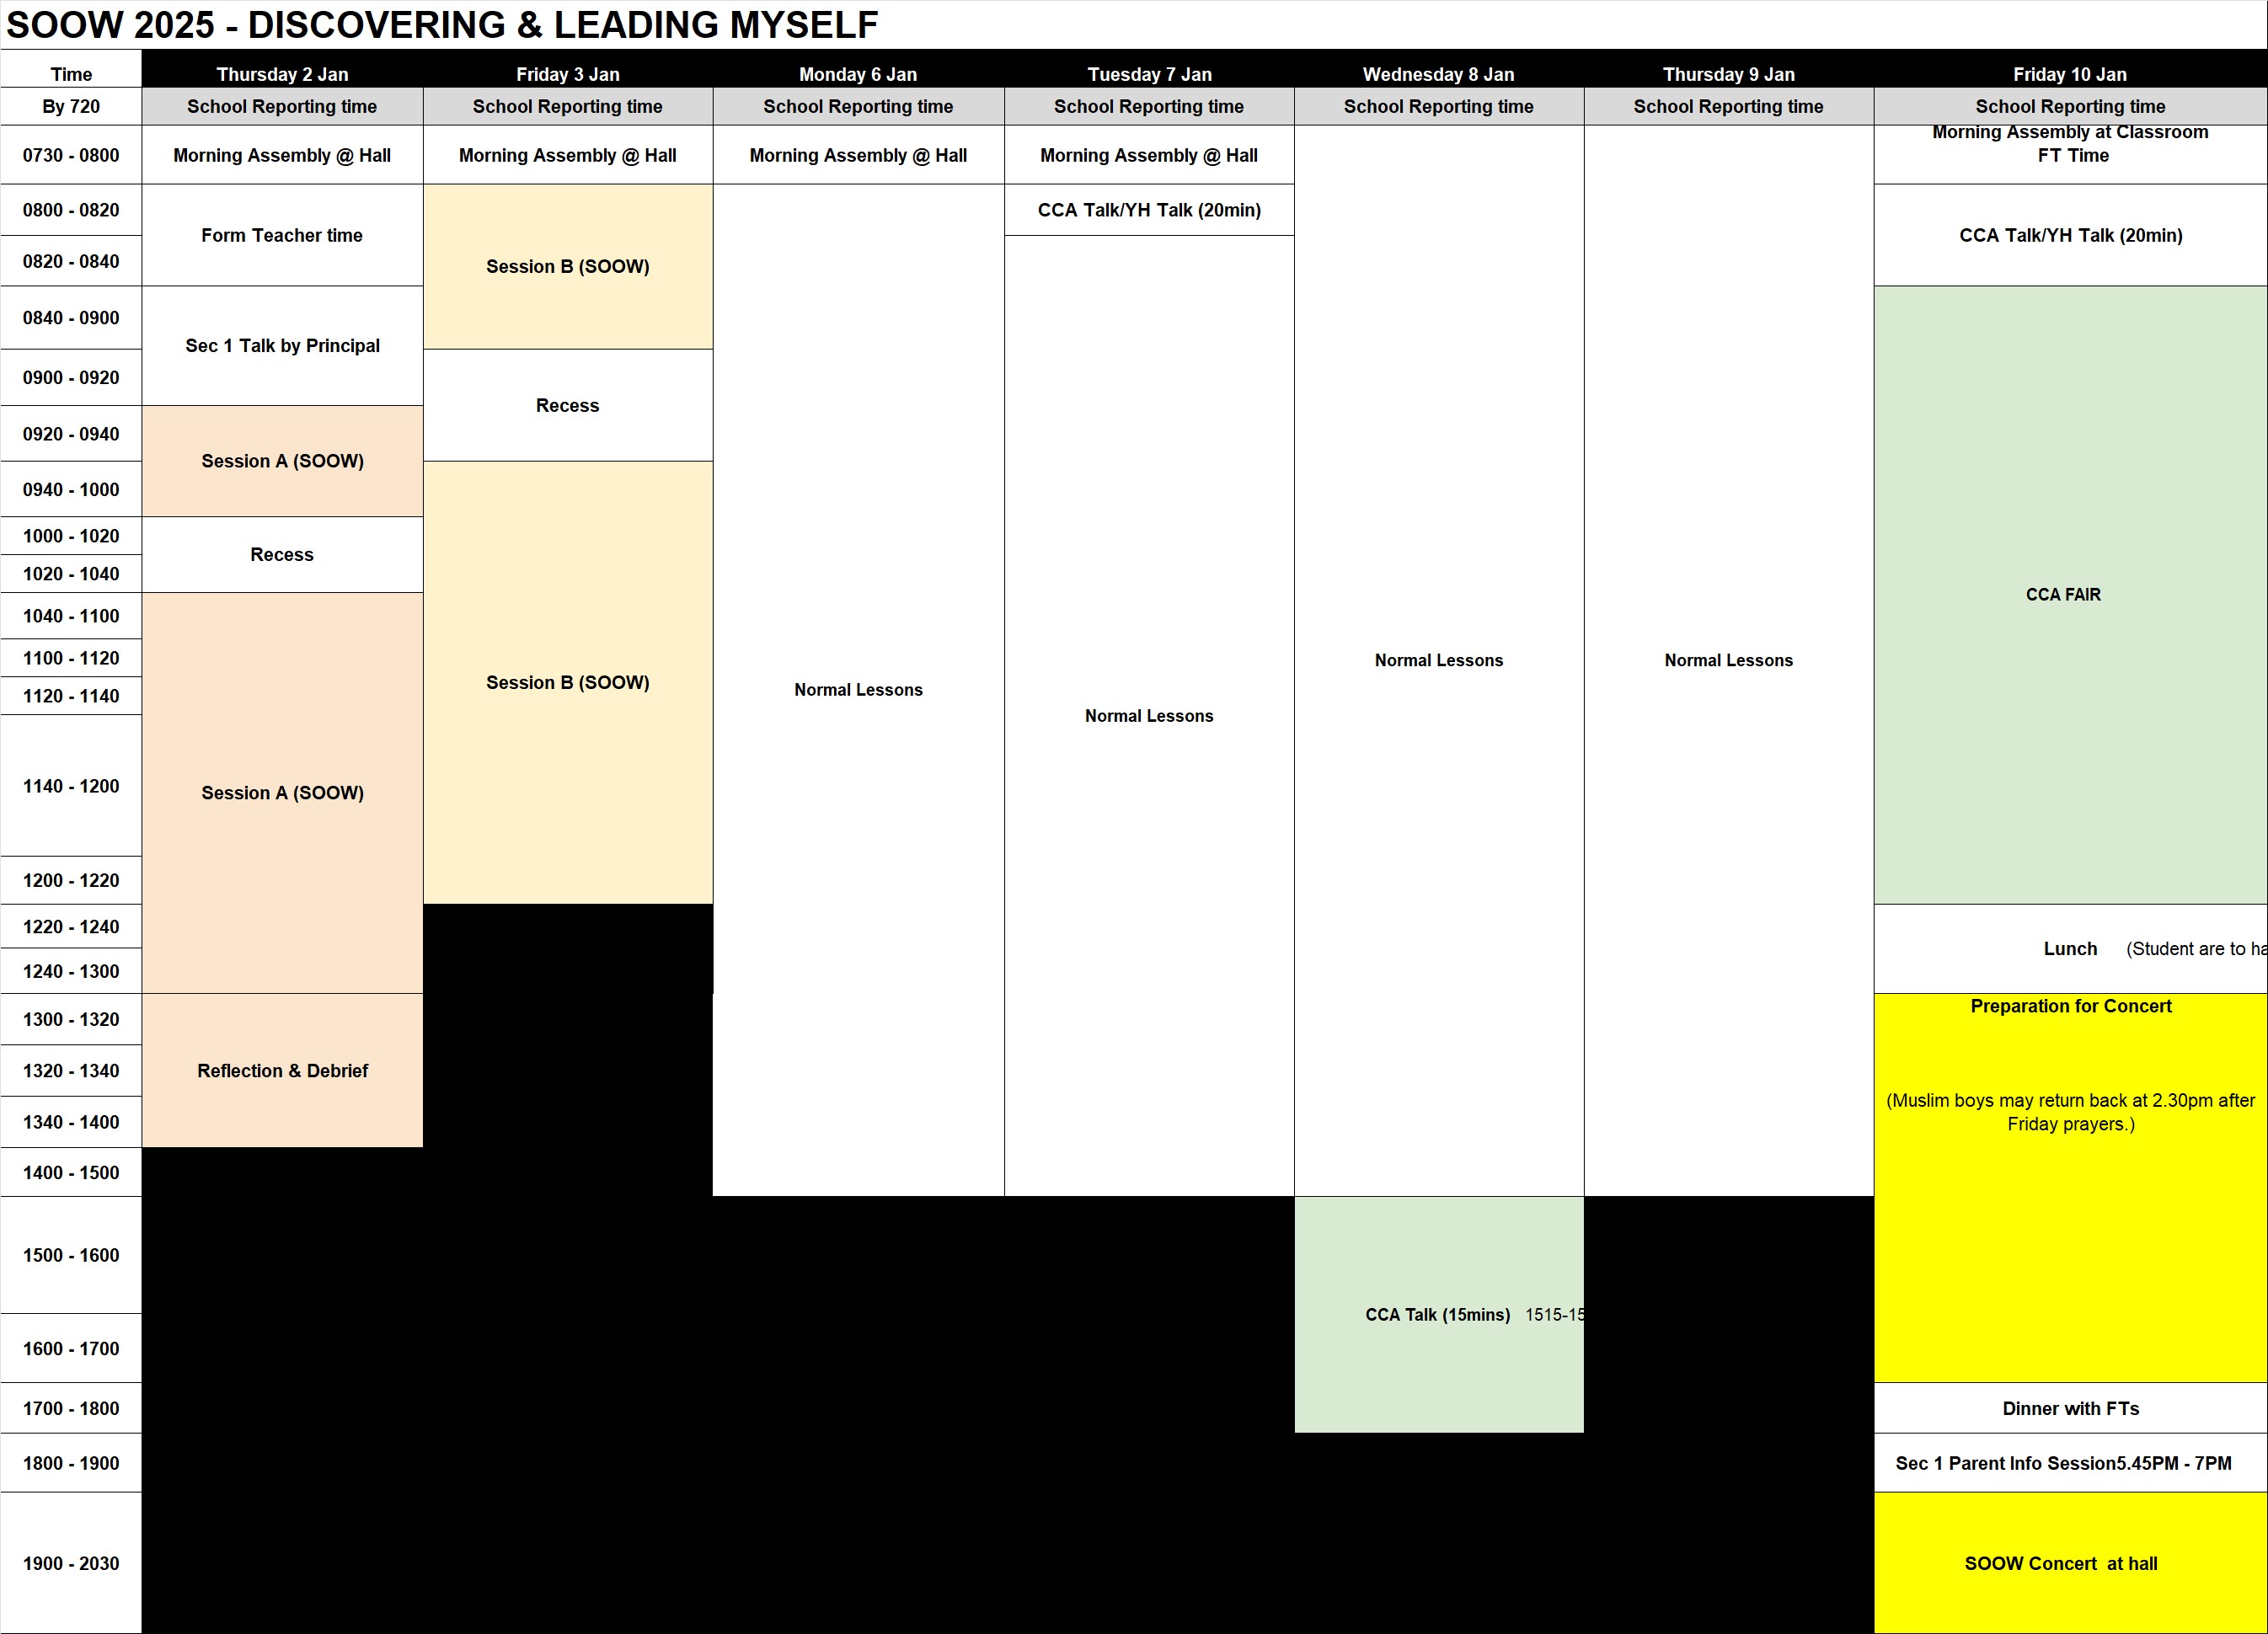 SOOW 2025 - DISCOVERING & LEADING MYSELF
Time Thursday 2 Jan Friday 3 Jan Monday 6 Jan Tuesday 7 Jan Wednesday 8 Jan Thursday 9 Jan Friday 10 Jan
By 720 School Reporting time School Reporting time School Reporting time School Reporting time School Reporting time School Reporting time School Reporting time
Morning Assembly at Classroom
0730 - 0800 Morning Assembly @ Hall Morning Assembly @ Hall Morning Assembly @ Hall Morning Assembly @ Hall FT Time
0800 - 0820 CCA Talk/YH Talk (20min)
Form Teacher time CCA Talk/YH Talk (20min)
0820 - 0840 Session B (SOOW)
0840 - 0900
Sec 1 Talk by Principal
0900 - 0920
Recess
0920 - 0940
Session A (SOOW)
0940 - 1000
1000 - 1020
Recess
1020 - 1040
CCA FAIR
1040 - 1100
1100 - 1120 Normal Lessons Normal Lessons
Session B (SOOW)
1120 - 1140 Normal Lessons
Normal Lessons
1140 - 1200 Session A (SOOW)
1200 - 1220
1220 - 1240
Lunch (Student are to ha
1240 - 1300
Preparation for Concert
1300 - 1320
1320 - 1340 Reflection & Debrief
(Muslim boys may return back at 2.30pm after
1340 - 1400 Friday prayers.)
1400 - 1500
1500 - 1600
CCA Talk (15mins) 1515-15
1600 - 1700
1700 - 1800 Dinner with FTs
1800 - 1900 Sec 1 Parent Info Session5.45PM - 7PM
1900 - 2030 SOOW Concert at hall